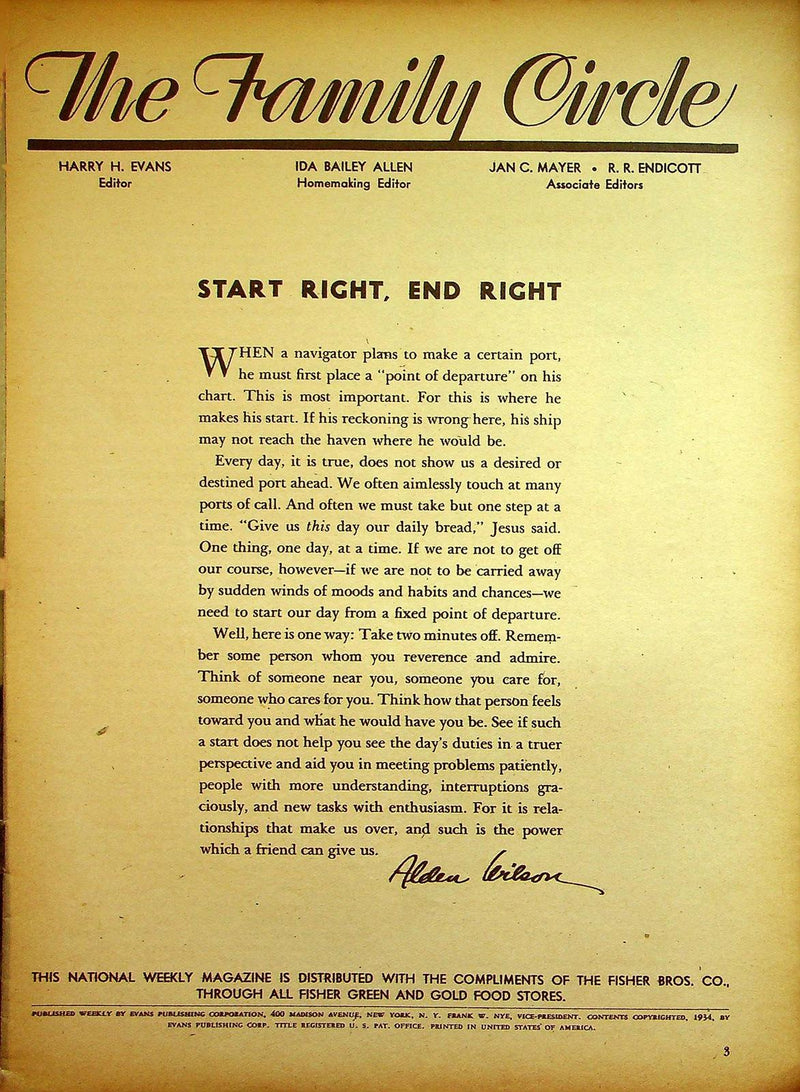 The Family Circle
HARRY H. EVANS
Editor
IDA BAILEY ALLEN
Homemaking Editor
JAN C. MAYER • R. R. ENDICOTT
Associate Editors
START RIGHT, END RIGHT
WHEN a navigator plans to make a certain port,
he must first place a "point of departure" on his
chart. This is most important. For this is where he
makes his start. If his reckoning is wrong here, his ship
may not reach the haven where he would be.
Every day, it is true, does not show us a desired or
destined port ahead. We often aimlessly touch at many
ports of call. And often we must take but one step at a
time. "Give us this day our daily bread," Jesus said.
One thing, one day, at a time. If we are not to get off
our course, however—if we are not to be carried away
by sudden winds of moods and habits and chances—we
need to start our day from a fixed point of departure.
Well, here is one way: Take two minutes off. Remem-
ber some person whom you reverence and admire.
Think of someone near you, someone you care for,
someone who cares for you. Think how that person feels
toward you and what he would have you be. See if such
a start does not help you see the day's duties in a truer
perspective and aid you in meeting problems patiently,
people with more understanding, interruptions gra-
ciously, and new tasks with enthusiasm. For it is rela-
tionships that make us over, and such is the power
which a friend can give us.
Alden Wilson
THIS NATIONAL WEEKLY MAGAZINE IS DISTRIBUTED WITH THE COMPLIMENTS OF THE FISHER BROS. CO.,
THROUGH ALL FISHER GREEN AND GOLD FOOD STORES.
PUBLISHED WEEKLY BY EVANS PUBLISHING CORPORATION, 400 MADISON AVENUE, NEW YORK, N. Y. FRANK W. NYE, VICE-PRESIDENT. CONTENTS COPYRIGHTED, 1934, BY
EVANS PUBLISHING CORP. TITLE REGISTERED U. S. PAT. OFFICE. PRINTED IN UNITED STATES OF AMERICA.
3